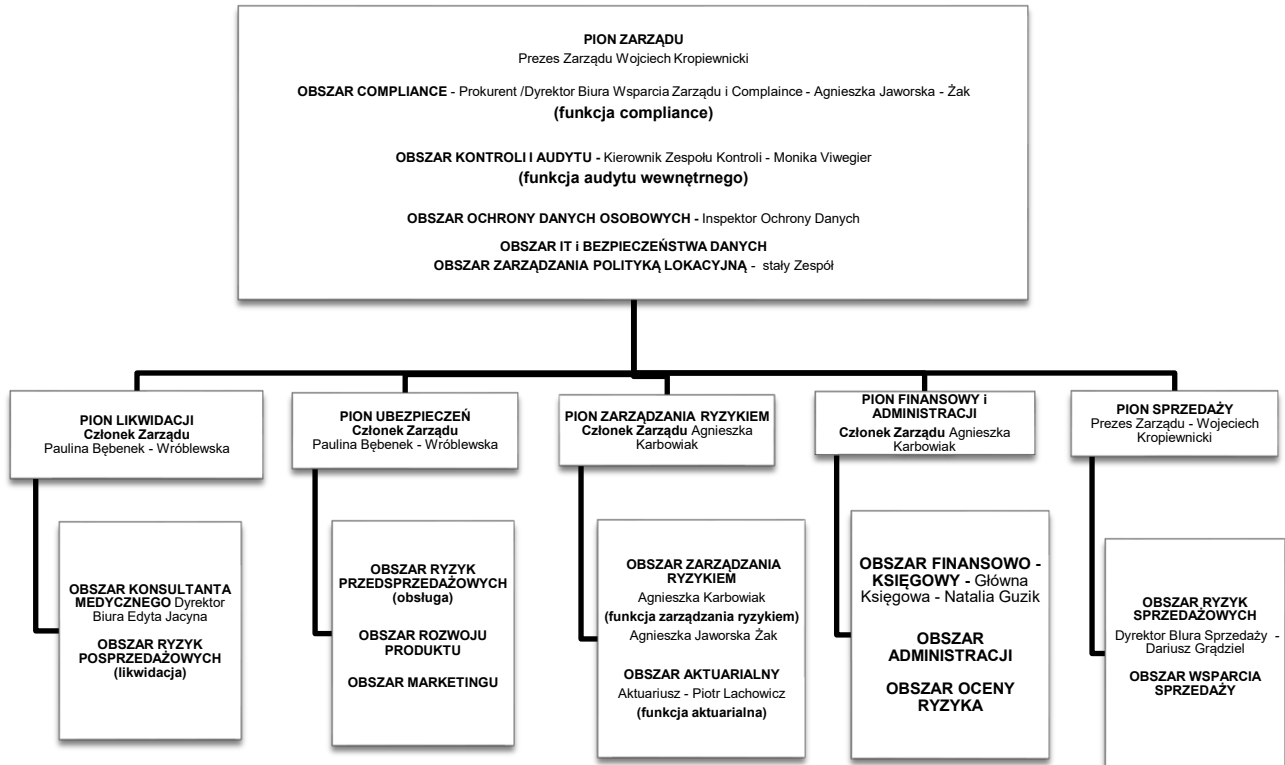 PION ZARZĄDU
Prezes Zarządu Wojciech Kropiewnicki
OBSZAR COMPLIANCE - Prokurent /Dyrektor Biura Wsparcia Zarządu i Complaince - Agnieszka Jaworska - Żak
(funkcja compliance)
OBSZAR KONTROLI I AUDYTU - Kierownik Zespołu Kontroli - Monika Viwegier
(funkcja audytu wewnętrnego)
OBSZAR OCHRONY DANYCH OSOBOWYCH - Inspektor Ochrony Danych
OBSZAR IT i BEZPIECZEŃSTWA DANYCH
OBSZAR ZARZĄDZANIA POLITYKĄ LOKACYJNĄ - stały Zespół
PION LIKWIDACJI
Członek Zarządu
Paulina Bębenek - Wróblewska
PION UBEZPIECZEŃ
Członek Zarządu
Paulina Bębenek - Wróblewska
PION ZARZĄDZANIA RYZYKIEM
Członek Zarządu Agnieszka
Karbowiak
PION FINANSOWY i
ADMINISTRACJI
Członek Zarządu Agnieszka
Karbowiak
PION SPRZEDAŻY
Prezes Zarządu - Wojeciech
Kropiewnicki
OBSZAR KONSULTANTA
MEDYCZNEGO Dyrektor
Biura Edyta Jacyna
OBSZAR RYZYK
POSPRZEDAŻOWYCH
(likwidacja)
OBSZAR RYZYK
PRZEDSPRZEDAŻOWYCH
(obsługa)
OBSZAR ROZWOJU
PRODUKTU
OBSZAR MARKETINGU
OBSZAR ZARZĄDZANIA
RYZYKIEM
Agnieszka Karbowiak
(funkcja zarządzania ryzykiem)
Agnieszka Jaworska Żak
OBSZAR AKTUARIALNY
Aktuariusz - Piotr Lachowicz
(funkcja aktuarialna)
OBSZAR FINANSOWO -
KSIĘGOWY - Główna
Księgowa - Natalia Guzik
OBSZAR
ADMINISTRACJI
OBSZAR OCENY
RYZYKA
OBSZAR RYZYK
SPRZEDAŻOWYCH
Dyrektor BIura Sprzedaży -
Dariusz Grądziel
OBSZAR WSPARCIA
SPRZEDAŻY